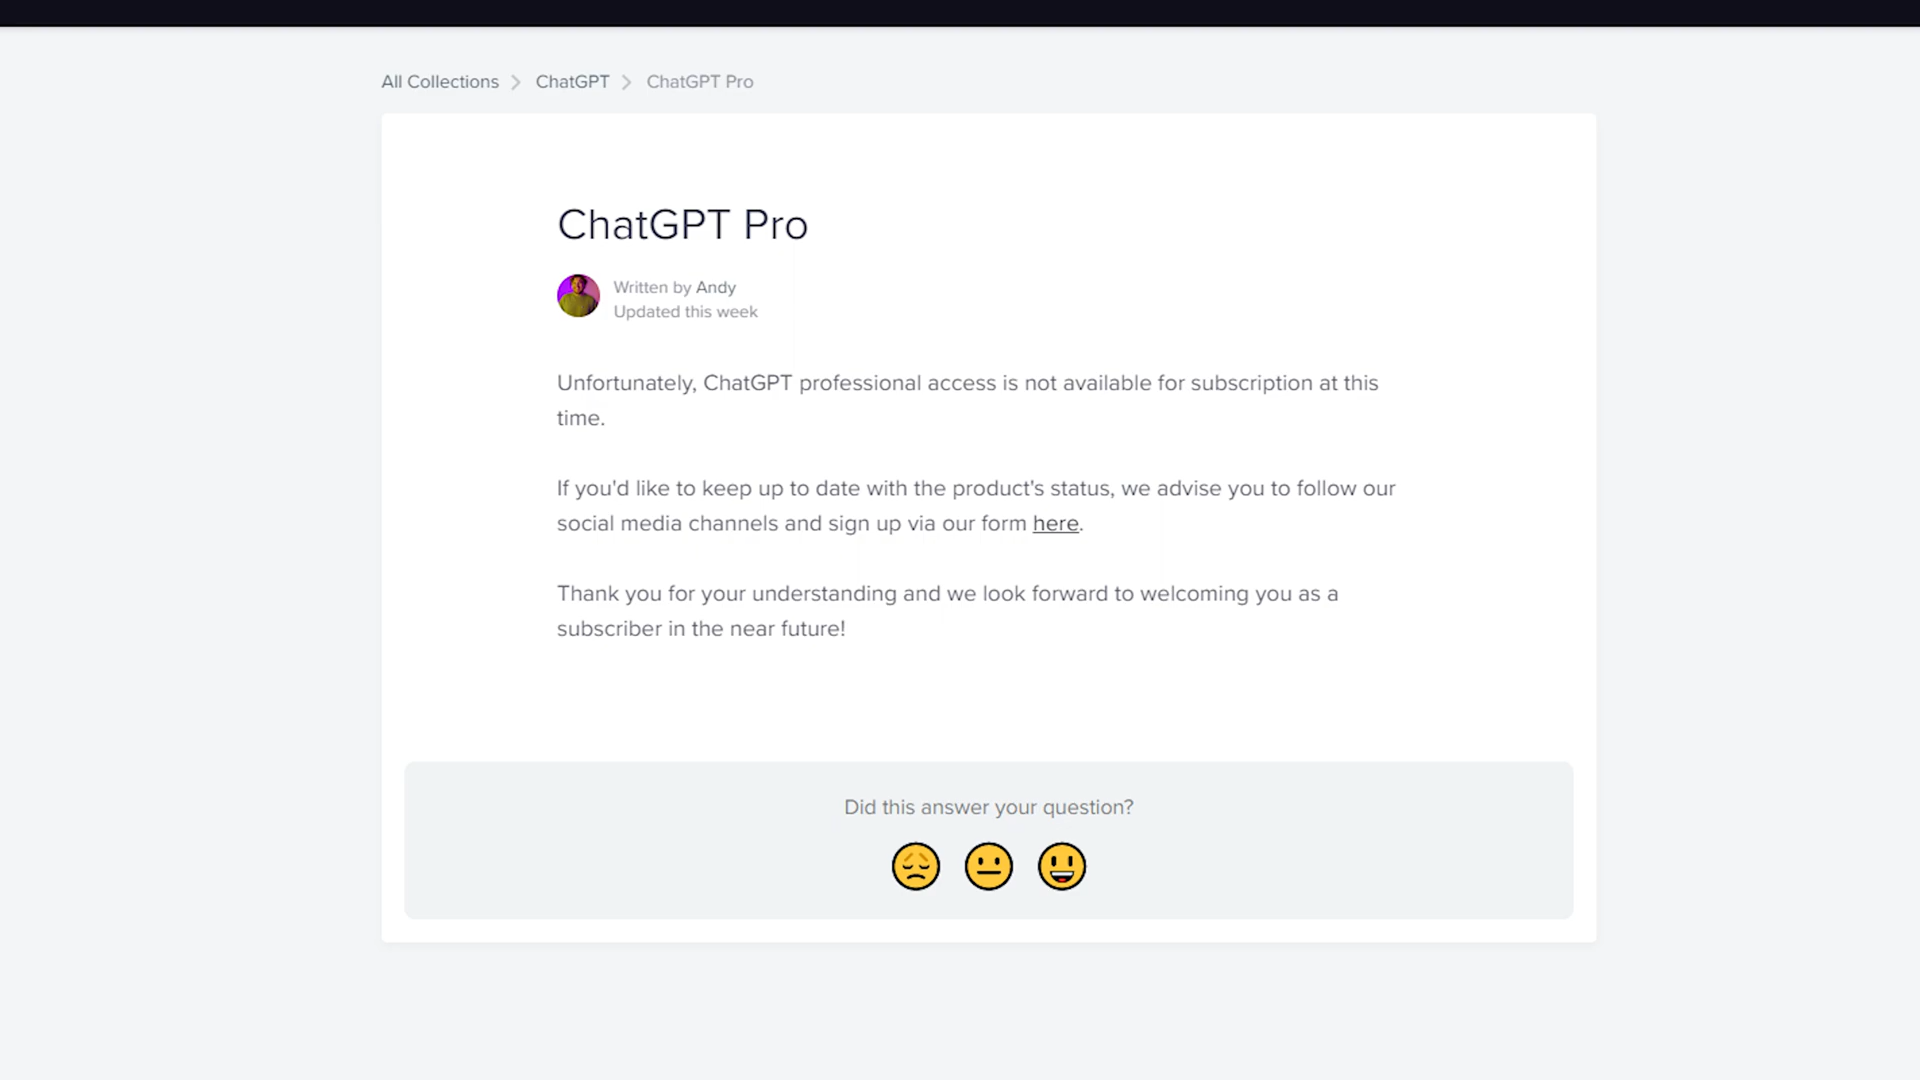 All Collections ChatGPT ChatGPT Pro
ChatGPT Pro
Written by Andy
Updated this week
Unfortunately, ChatGPT professional access is not available for subscription at this
time.
If you'd like to keep up to date with the product's status, we advise you to follow our
social media channels and sign up via our form here.
Thank you for your understanding and we look forward to welcoming you as a
subscriber in the near future!
Did this answer your question?